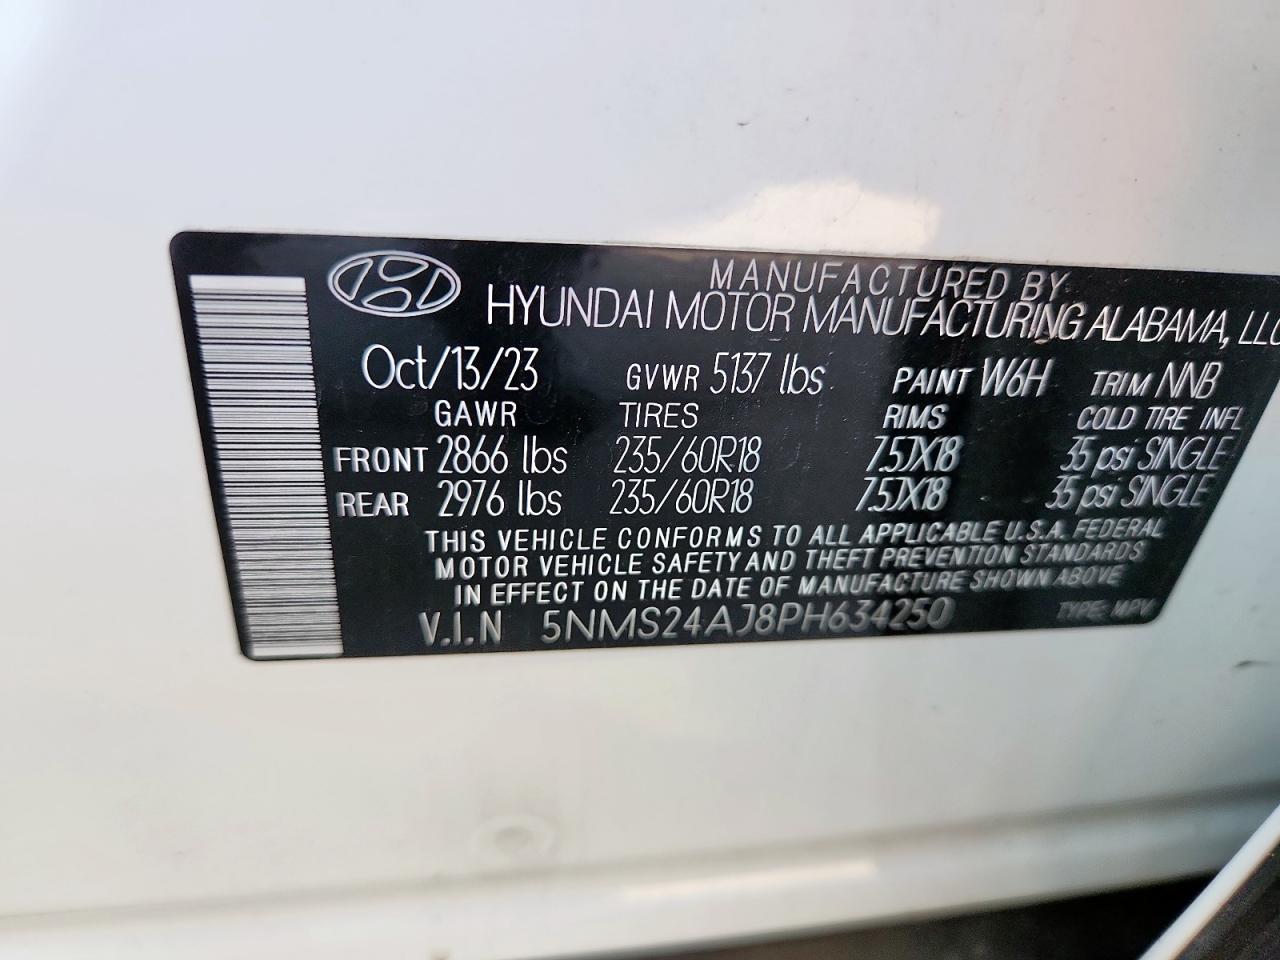 MANUFACTURED BY
HYUNDAI MOTOR MANUFACTURING ALABAMA, LLC
Oct/13/23 GVWR 5137 lbs PAINT W6H TRIM NNB
GAWR TIRES RIMS COLD TIRE INFL
FRONT 2866 lbs 235/60R18 7.5JX18 35 psi SINGLE
REAR 2976 lbs 235/60R18 7.5JX18 35 psi SINGLE
THIS VEHICLE CONFORMS TO ALL APPLICABLE U.S.A. FEDERAL
MOTOR VEHICLE SAFETY AND THEFT PREVENTION STANDARDS
IN EFFECT ON THE DATE OF MANUFACTURE SHOWN ABOVE
V.I.N 5NMS24AJ8PH634250 TYPE: MPV